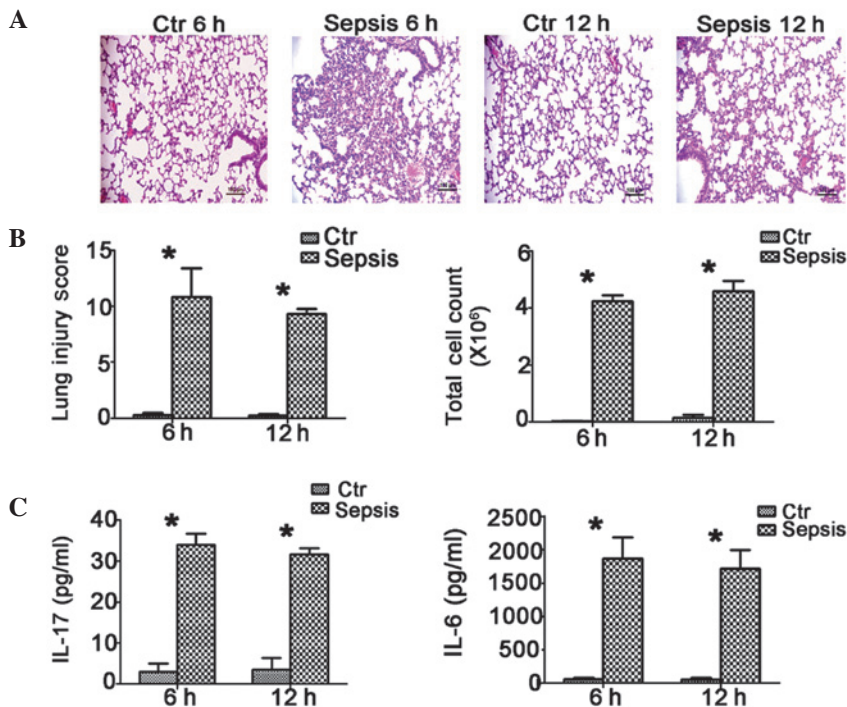 A
Ctr 6 h
Sepsis 6 h
Ctr 12 h
Sepsis 12 h
B
Lung injury score
15
10
5
0
*
*
Ctr
Sepsis
6 h
12 h
Total cell count
(X10⁶)
6
4
2
0
*
*
Ctr
Sepsis
6 h
12 h
C
IL-17 (pg/ml)
40
30
20
10
0
*
*
Ctr
Sepsis
6 h
12 h
IL-6 (pg/ml)
2500
2000
1500
1000
500
0
*
*
Ctr
Sepsis
6 h
12 h